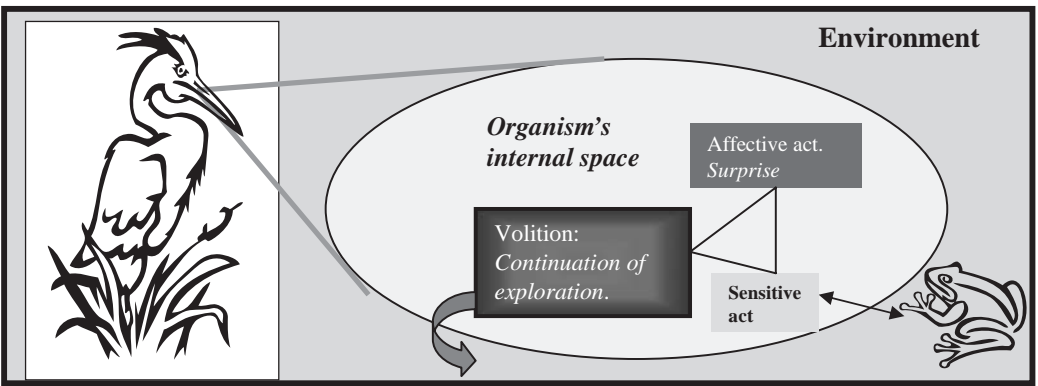 Environment
Organism's
internal space
Affective act.
Surprise
Volition:
Continuation of
exploration.
Sensitive
act